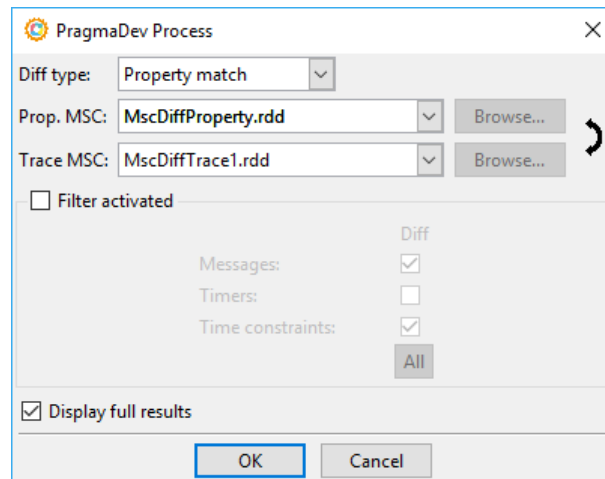 PragmaDev Process
Diff type: Property match
Prop. MSC: MscDiffProperty.rdd Browse...
Trace MSC: MscDiffTrace1.rdd Browse...
Filter activated
Diff
Messages:
Timers:
Time constraints:
All
Display full results
OK Cancel